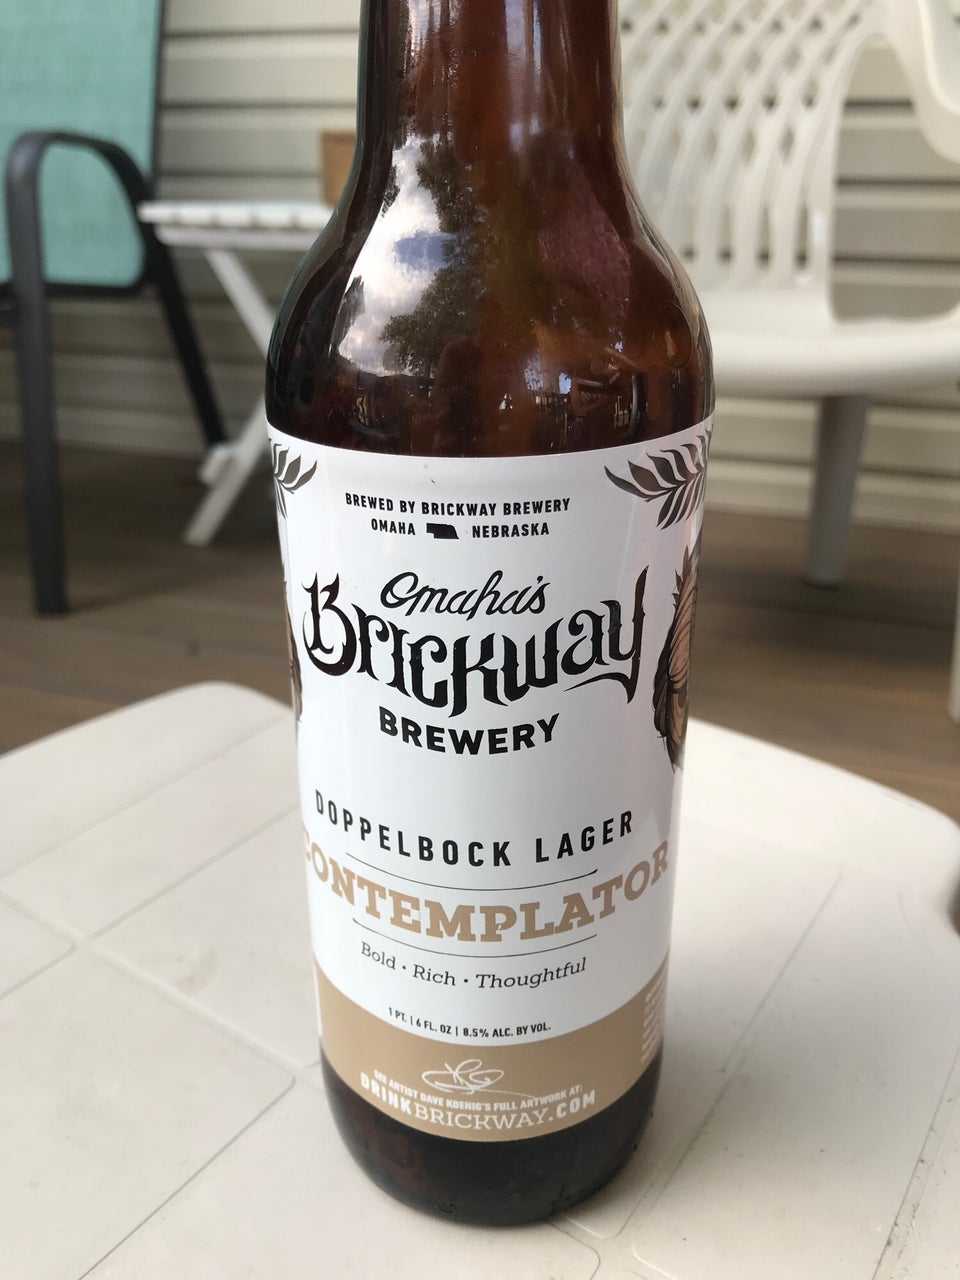 BREWED BY BRICKWAY BREWERY
OMAHA NEBRASKA
Omaha's
Brickway
BREWERY
DOPPELBOCK LAGER
CONTEMPLATOR
Bold · Rich · Thoughtful
1 PT. | 6 FL. OZ | 8.5% ALC. BY VOL.
SEE ARTIST DAVE KOENIG'S FULL ARTWORK AT:
DRINKBRICKWAY.COM